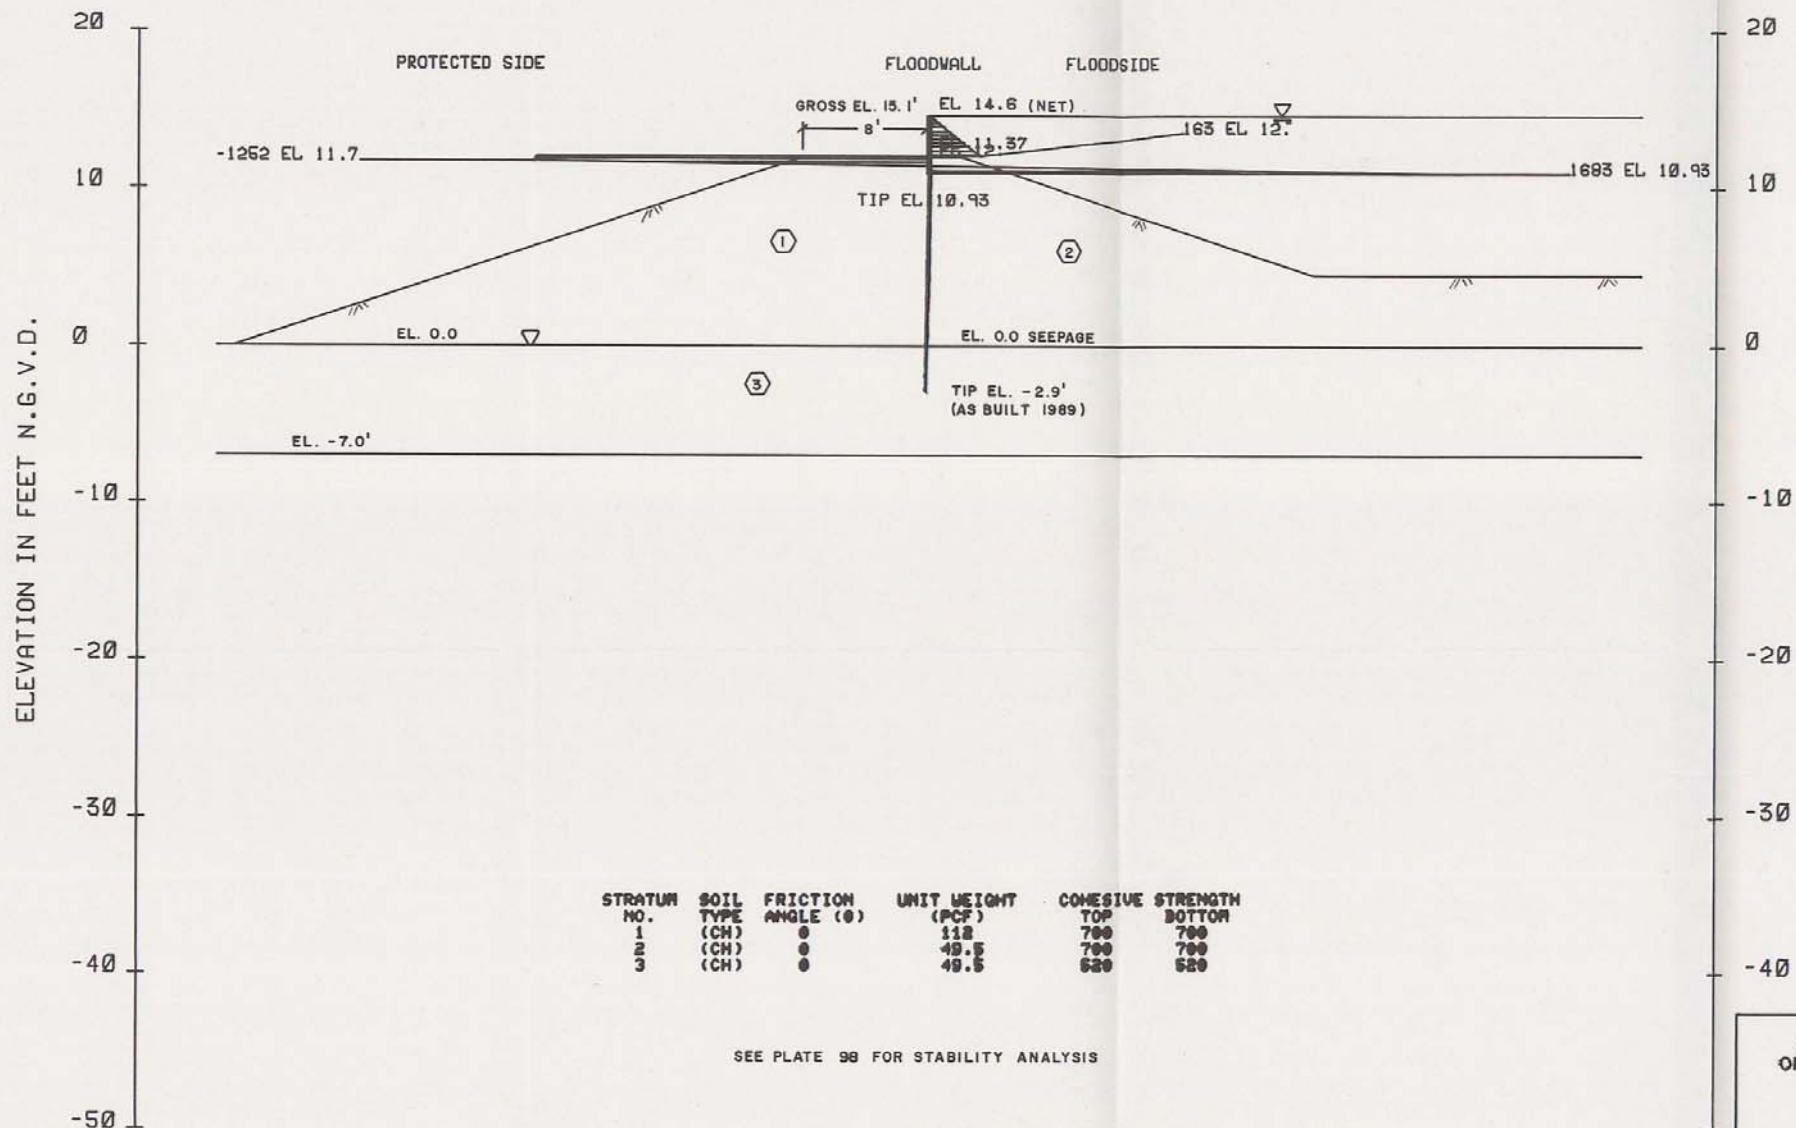 20
20
PROTECTED SIDE
FLOODWALL
FLOODSIDE
GROSS EL. 15.1'
EL 14.6 (NET)
8'
163 EL 12.
11.37
-1262 EL 11.7
10
1683 EL 10.93
10
TIP EL 10.93
1
2
0
EL. 0.0
EL. 0.0 SEEPAGE
0
3
TIP EL. -2.9'
(AS BUILT 1989)
EL. -7.0'
-10
-10
-20
-20
-30
-30
-40
-40
-50
ELEVATION IN FEET N.G.V.D.
STRATUM SOIL FRICTION UNIT WEIGHT COHESIVE STRENGTH
NO. TYPE ANGLE (0) (PCF) TOP BOTTOM
1 (CH) 0 112 700 700
2 (CH) 0 49.5 700 700
3 (CH) 0 49.5 520 520
SEE PLATE 98 FOR STABILITY ANALYSIS